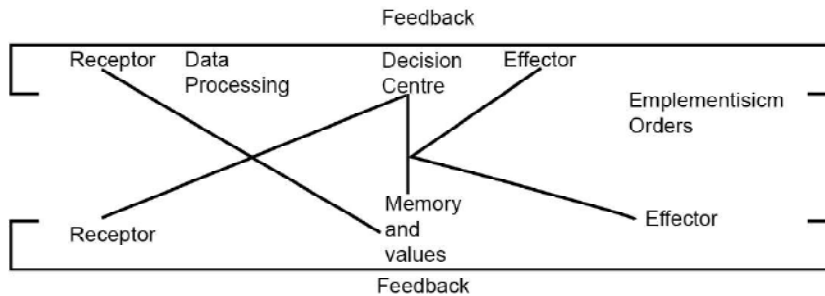 Feedback
Receptor
Data
Processing
Decision
Centre
Effector
Emplementisicm
Orders
Receptor
Memory
and
values
Effector
Feedback